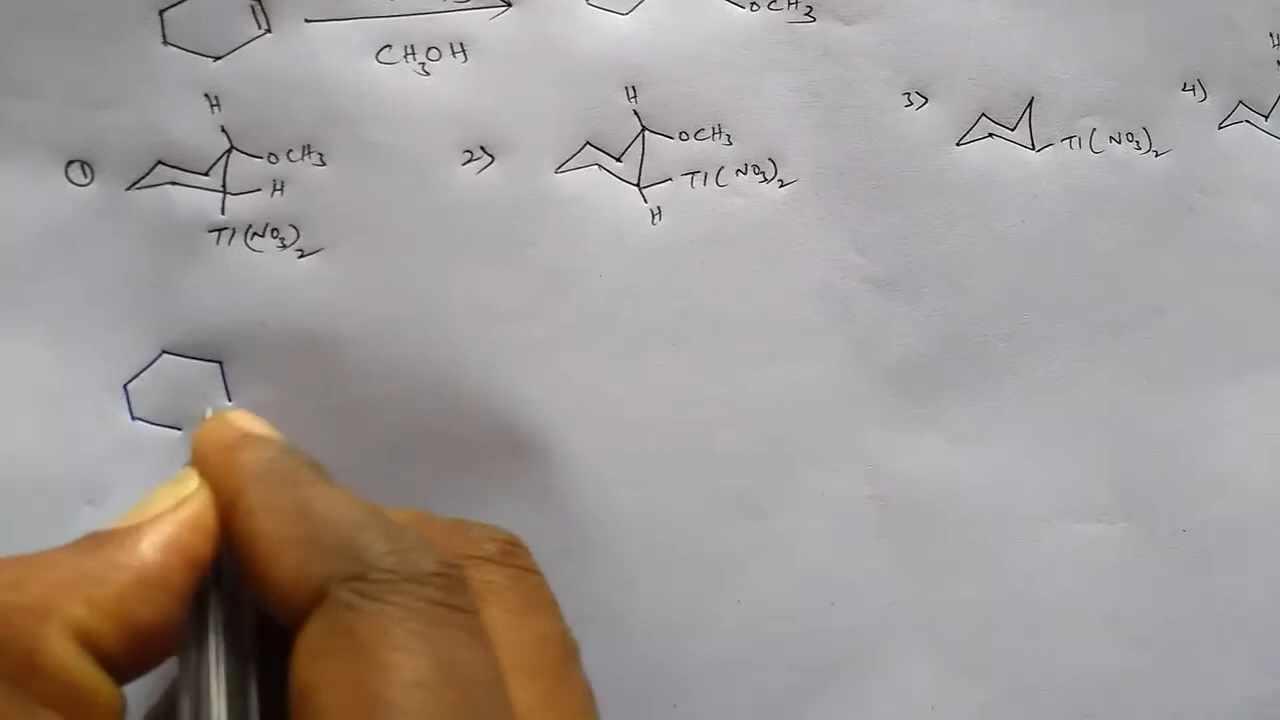 OCH3
CH3OH
H
① OCH3
H
Tl(NO3)2
H
2) OCH3
Tl(NO3)2
H
3) Tl(NO3)2
4)